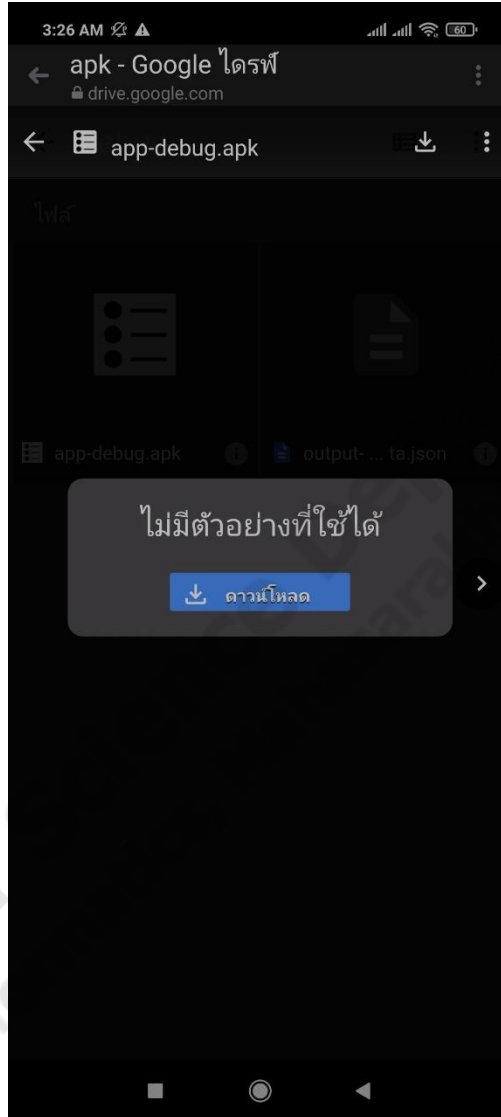 3:26 AM
60
apk - Google ไดรฟ์
drive.google.com
app-debug.apk
ไฟล์
app-debug.apk
output- ... ta.json
ไม่มีตัวอย่างที่ใช้ได้
ดาวน์โหลด